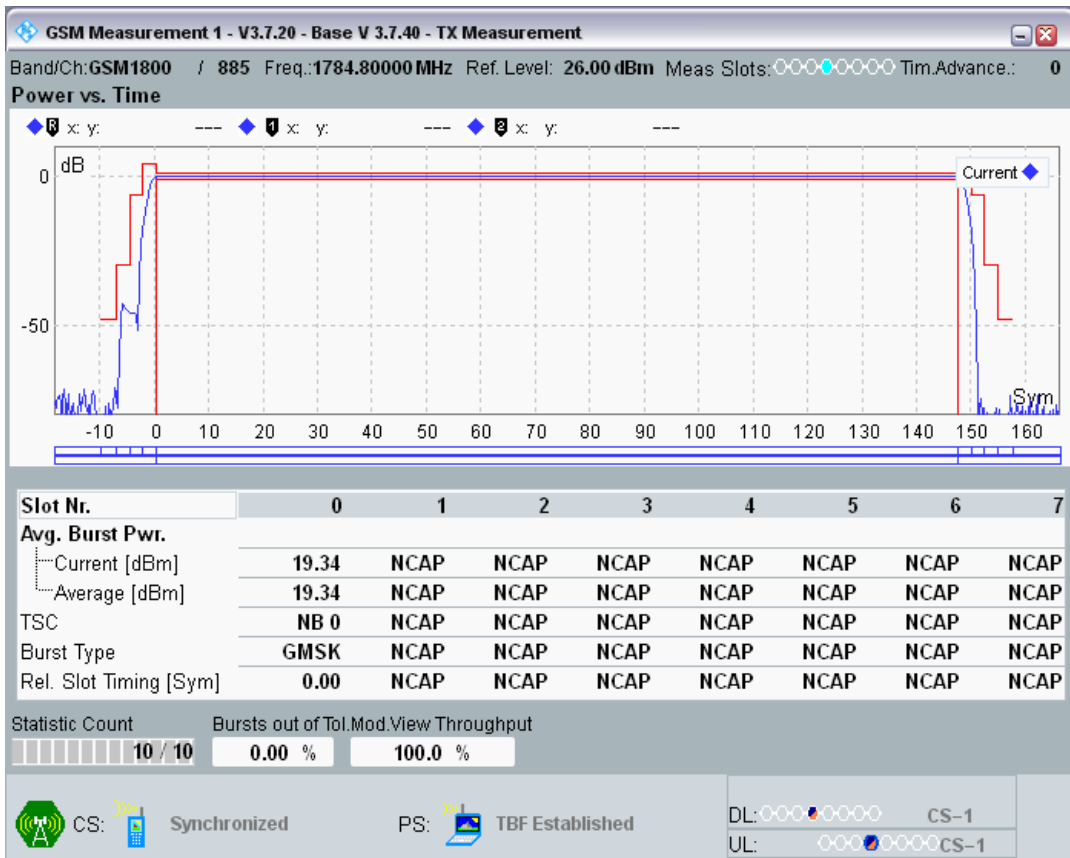 GSM Measurement 1 - V3.7.20 - Base V 3.7.40 - TX Measurement
Band/Ch:GSM1800 / 885 Freq.:1784.80000 MHz Ref. Level: 26.00 dBm Meas Slots: Tim.Advance.: 0
Power vs. Time
R x: y: --- 1 x: y: --- 2 x: y: ---
dB
Current
0
-50
Sym
-10 0 10 20 30 40 50 60 70 80 90 100 110 120 130 140 150 160
Slot Nr. 0 1 2 3 4 5 6 7
Avg. Burst Pwr.
Current [dBm] 19.34 NCAP NCAP NCAP NCAP NCAP NCAP NCAP
Average [dBm] 19.34 NCAP NCAP NCAP NCAP NCAP NCAP NCAP
TSC NB 0 NCAP NCAP NCAP NCAP NCAP NCAP NCAP
Burst Type GMSK NCAP NCAP NCAP NCAP NCAP NCAP NCAP
Rel. Slot Timing [Sym] 0.00 NCAP NCAP NCAP NCAP NCAP NCAP NCAP
Statistic Count Bursts out of Tol.Mod.View Throughput
10 / 10 0.00 % 100.0 %
CS: Synchronized PS: TBF Established DL: CS-1
UL: CS-1